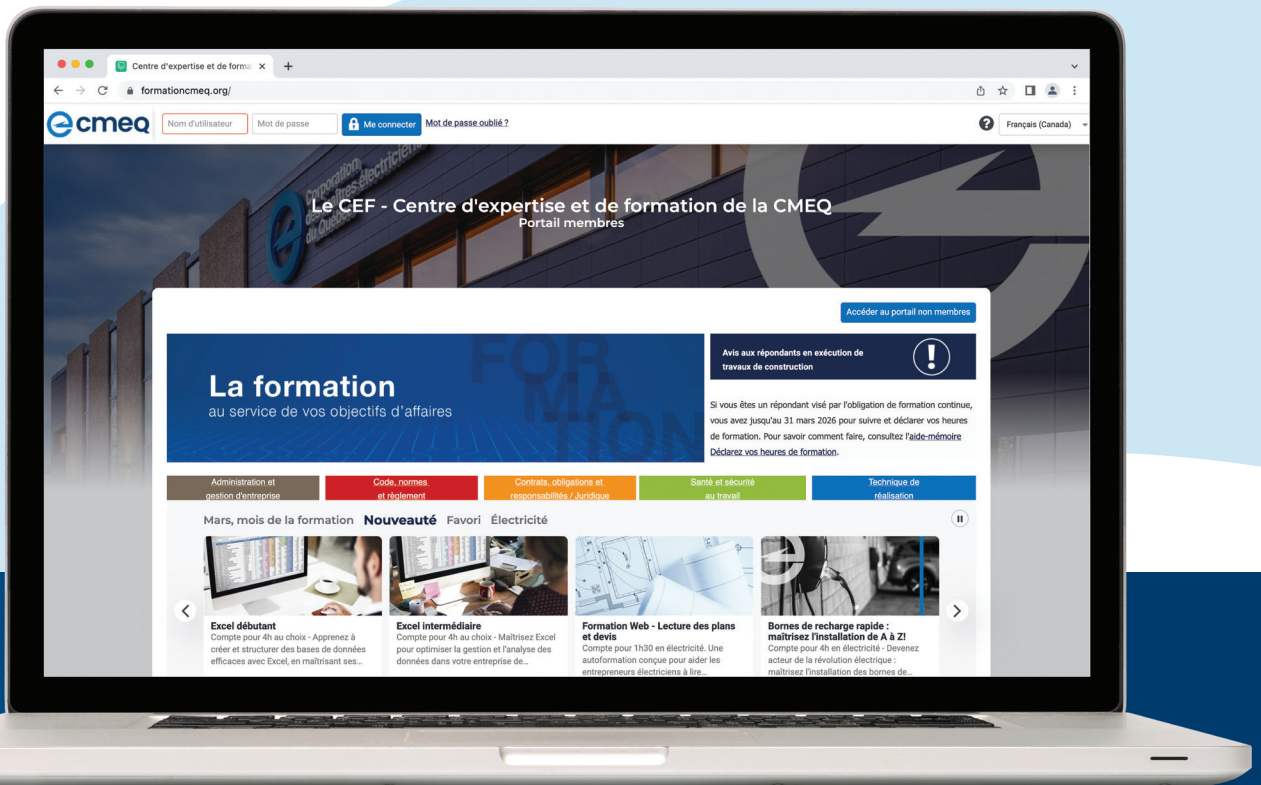 Centre d'expertise et de forma
formationcmeq.org/
cmeq
Nom d'utilisateur
Mot de passe
Me connecter
Mot de passe oublié ?
Français (Canada)
Corporation
des maîtres électriciens
du Québec
Le CEF - Centre d'expertise et de formation de la CMEQ
Portail membres
Accéder au portail non membres
FOR
MA
TION
La formation
au service de vos objectifs d'affaires
Avis aux répondants en exécution de
travaux de construction
Si vous êtes un répondant visé par l'obligation de formation continue,
vous avez jusqu'au 31 mars 2026 pour suivre et déclarer vos heures
de formation. Pour savoir comment faire, consultez l'aide-mémoire
Déclarez vos heures de formation.
Administration et
gestion d'entreprise
Code, normes
et règlement
Contrats, obligations et
responsabilités / Juridique
Santé et sécurité
au travail
Technique de
réalisation
Mars, mois de la formation Nouveauté Favori Électricité
Excel débutant
Compte pour 4h au choix - Apprenez à
créer et structurer des bases de données
efficaces avec Excel, en maîtrisant ses...
Excel intermédiaire
Compte pour 4h au choix - Maîtrisez Excel
pour optimiser la gestion et l'analyse des
données dans votre entreprise de...
Formation Web - Lecture des plans
et devis
Compte pour 1h30 en électricité. Une
autoformation conçue pour aider les
entrepreneurs électriciens à lire...
Bornes de recharge rapide :
maîtrisez l'installation de A à Z!
Compte pour 4h en électricité - Devenez
acteur de la révolution électrique :
maîtrisez l'installation des bornes de...